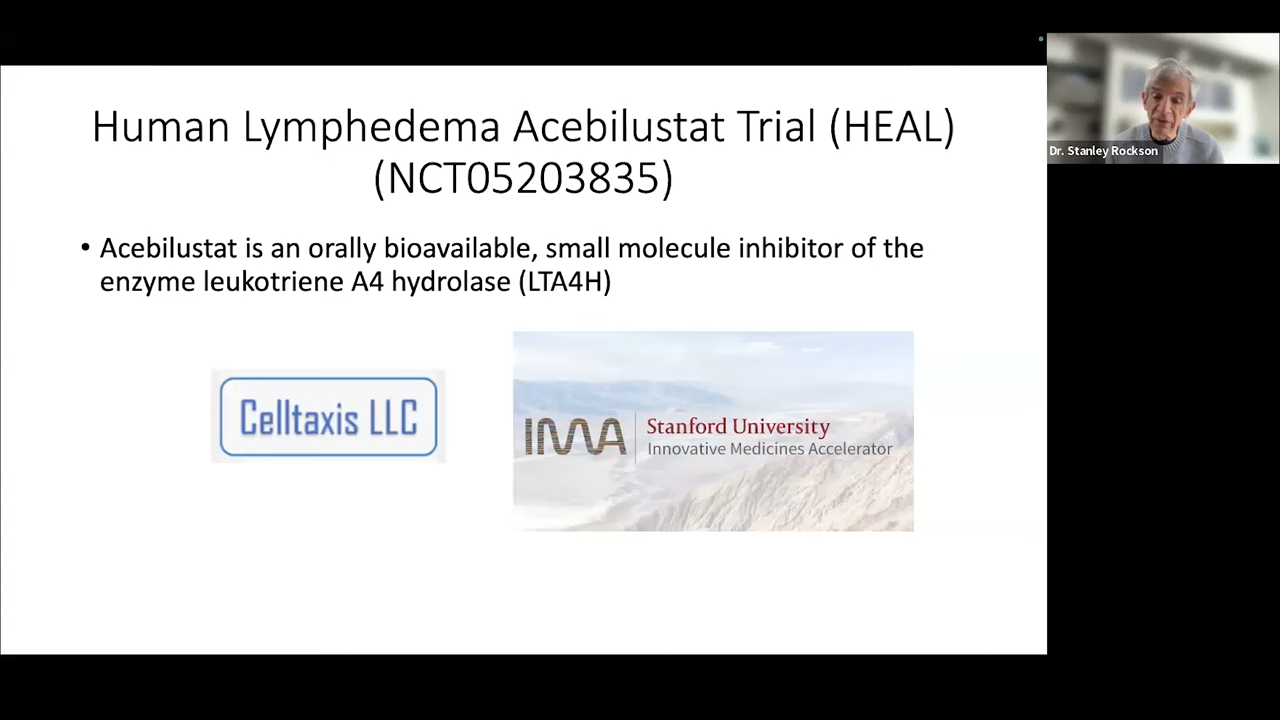 Human Lymphedema Acebilustat Trial (HEAL)
(NCT05203835)
• Acebilustat is an orally bioavailable, small molecule inhibitor of the
enzyme leukotriene A4 hydrolase (LTA4H)
Celltaxis LLC
IMA
Stanford University
Innovative Medicines Accelerator
Dr. Stanley Rockson